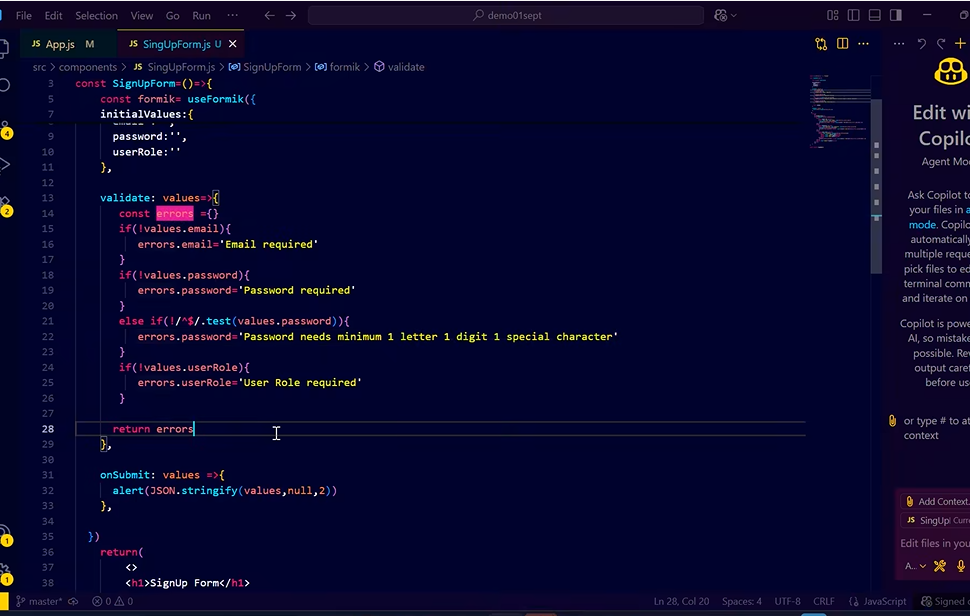 File Edit Selection View Go Run ··· demo01sept
JS App.js M JS SingUpForm.js U
src > components > JS SingUpForm.js > SignUpForm > formik > validate
3 const SignUpForm=()=>{
5 const formik= useFormik({
7 initialValues:{
9 password:'',
10 userRole:''
11 },
12
13 validate: values=>{
14 const errors ={}
15 if(!values.email){
16 errors.email='Email required'
17 }
18 if(!values.password){
19 errors.password='Password required'
20 }
21 else if(!/^$/.test(values.password)){
22 errors.password='Password needs minimum 1 letter 1 digit 1 special character'
23 }
24 if(!values.userRole){
25 errors.userRole='User Role required'
26 }
27
28 return errors
29 },
30
31 onSubmit: values =>{
32 alert(JSON.stringify(values,null,2))
33 },
34
35 })
36 return(
37 <>
38 <h1>SignUp Form</h1>
4
2
1
1
Edit wi
Copilo
Agent Mod
Ask Copilot to
your files in a
mode. Copilo
automatically
multiple reque
pick files to ed
terminal comm
and iterate on
Copilot is powe
AI, so mistake
possible. Rev
output caref
before us
or type # to at
context
Add Context.
JS SingUp Curre
Edit files in you
A...
master* 0 0 Ln 28, Col 20 Spaces: 4 UTF-8 CRLF {} JavaScript Signed o